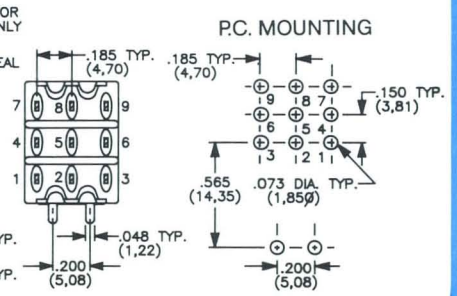 OR
NLY
EAL
.185 TYP.
(4,70)
7 8 9
4 5 6
1 2 3
YP.
YP.
.048 TYP.
(1,22)
.200
(5,08)
P.C. MOUNTING
.185 TYP.
(4,70)
.150 TYP.
(3,81)
9 8 7
6 5 4
3 2 1
.565
(14,35)
.073 DIA. TYP.
(1,85Ø)
.200
(5,08)